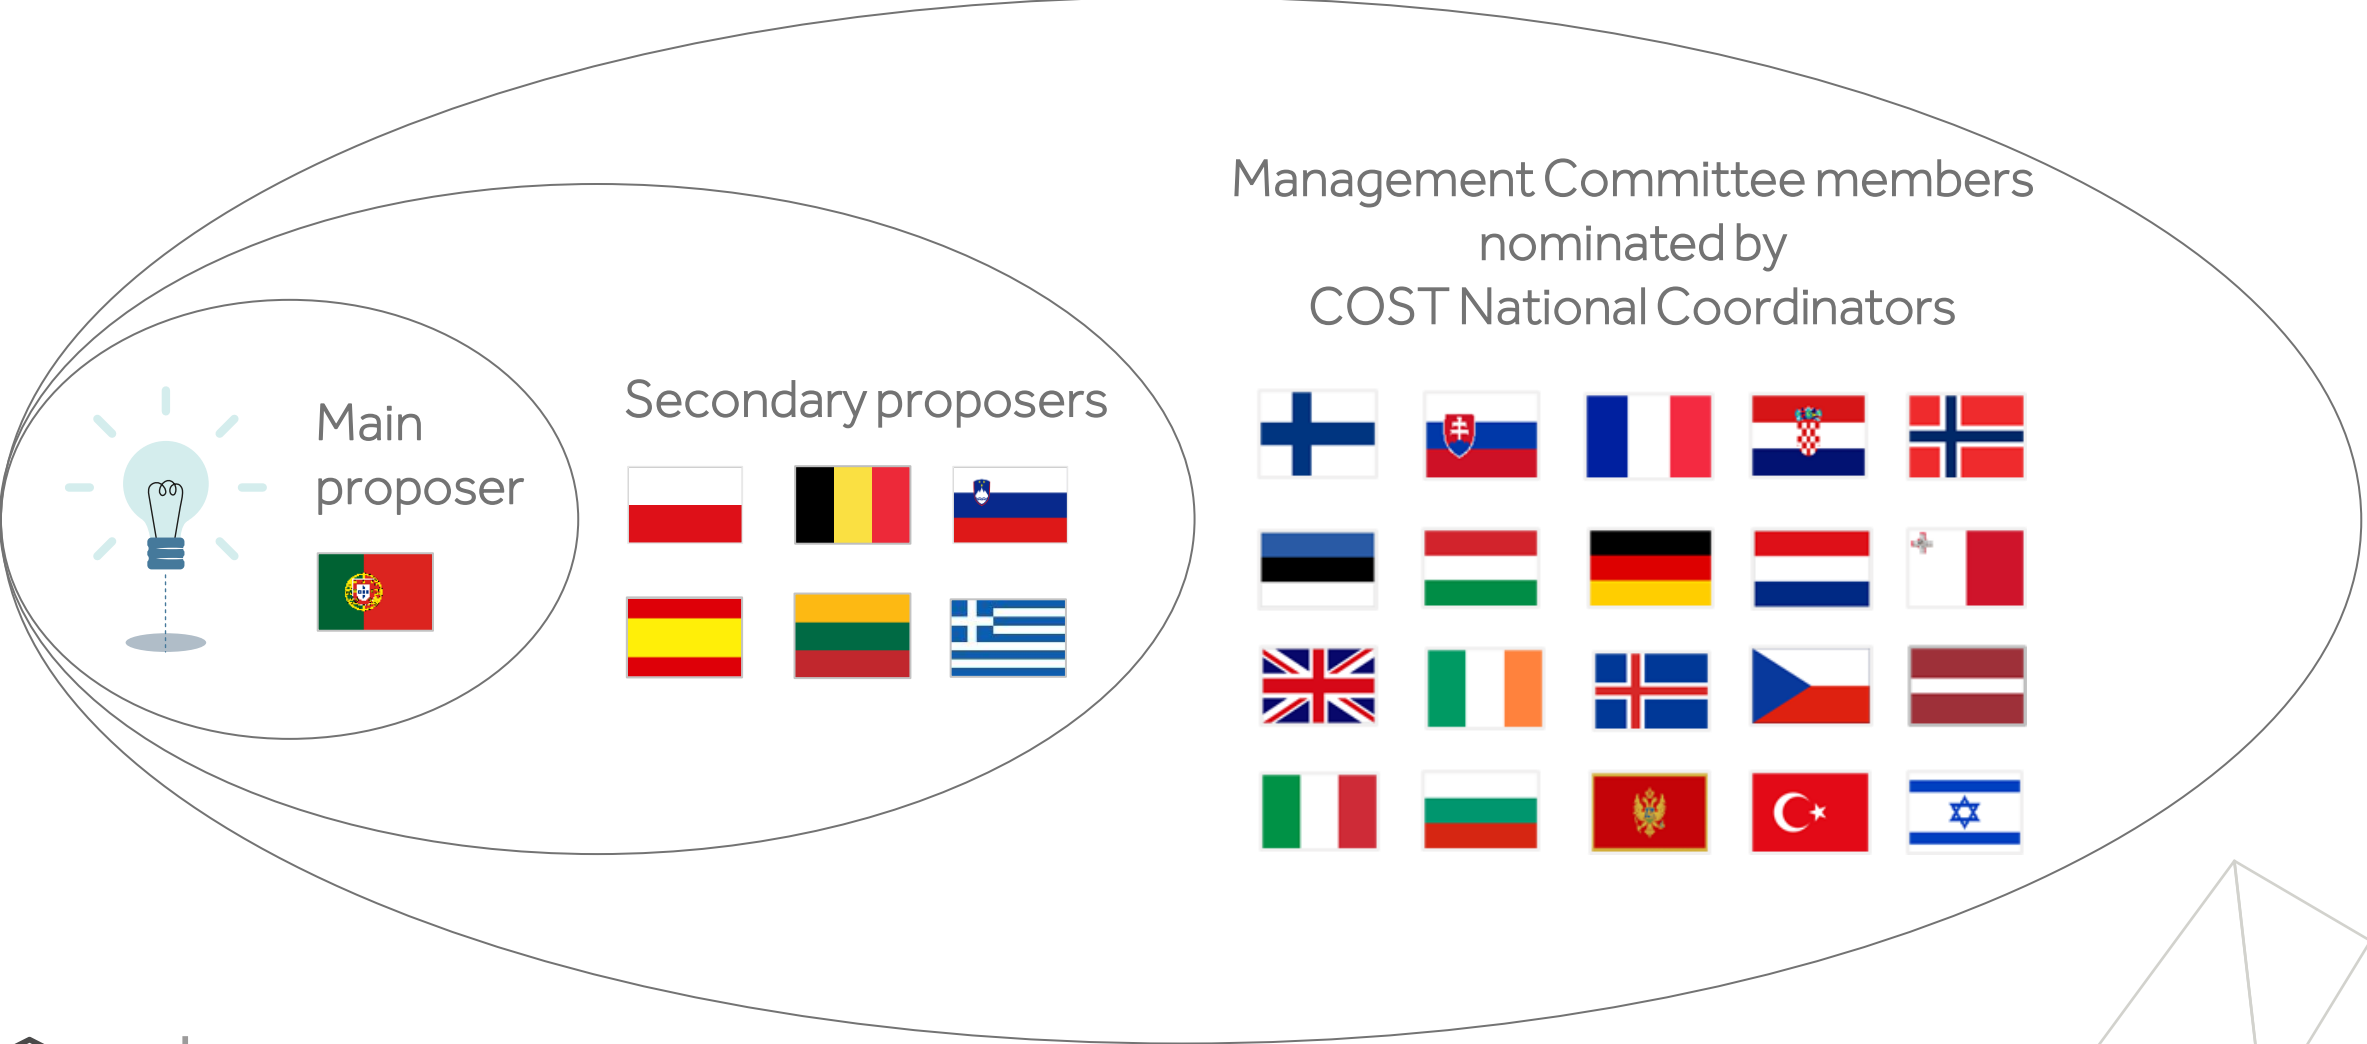 Main
proposer
Secondary proposers
Management Committee members
nominated by
COST National Coordinators